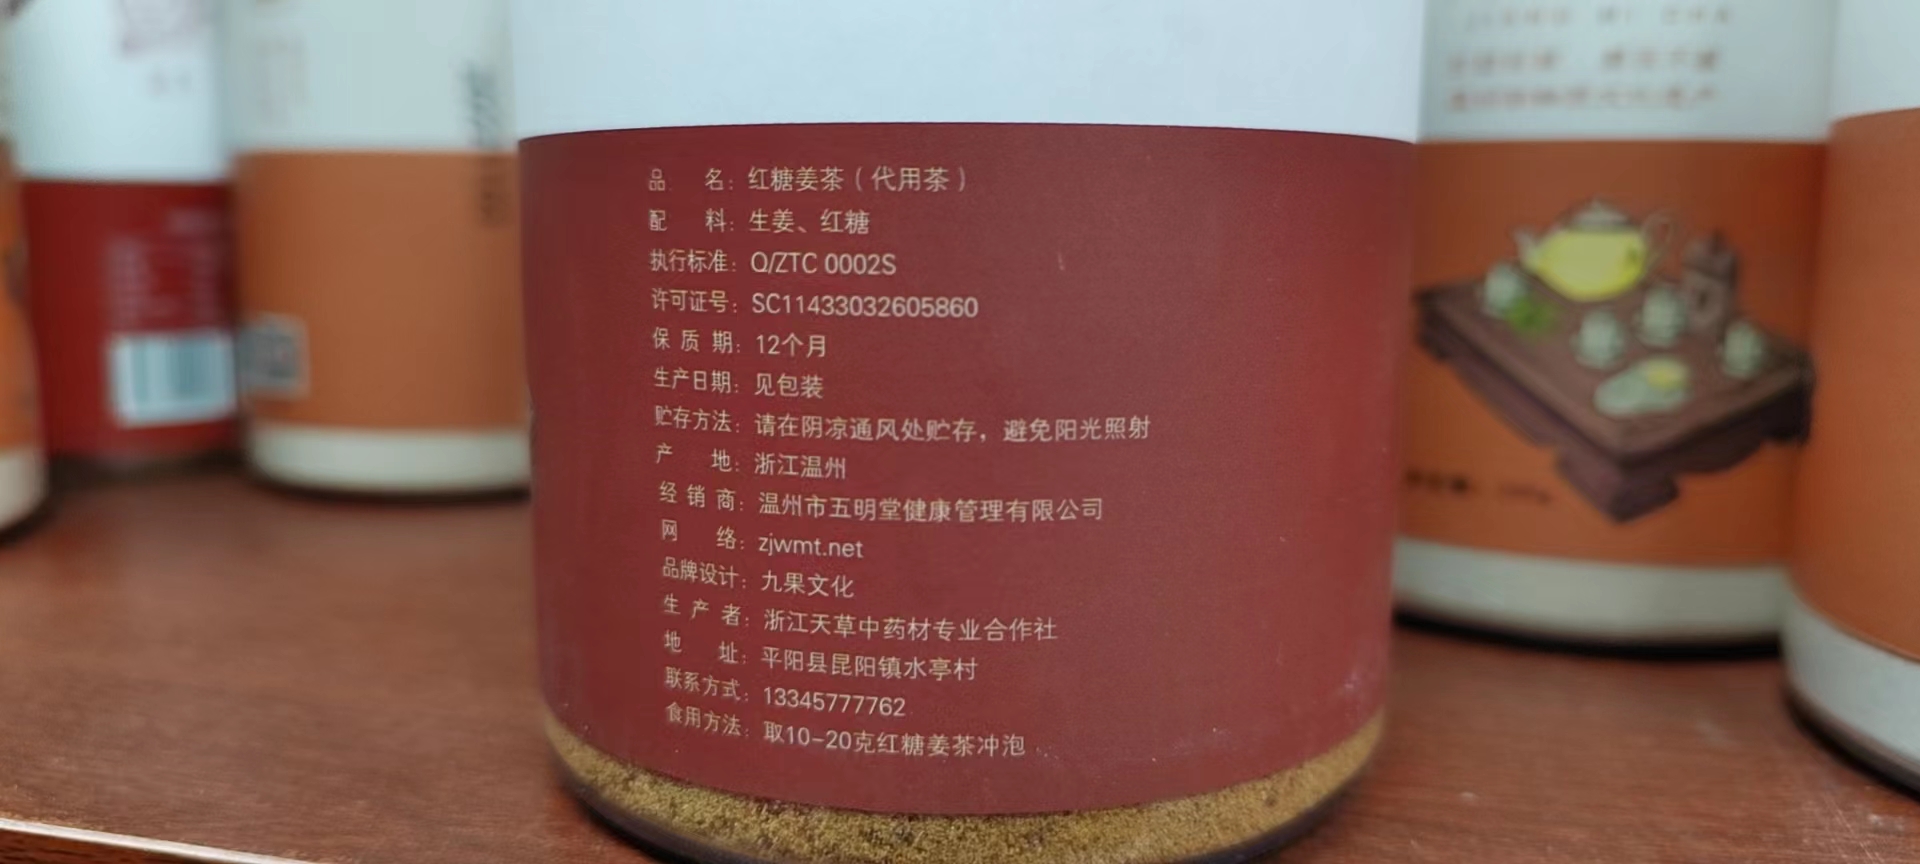 品 名：红糖姜茶（代用茶）
配 料：生姜、红糖
执行标准：Q/ZTC 0002S
许可证号：SC11433032605860
保 质 期：12个月
生产日期：见包装
贮存方法：请在阴凉通风处贮存，避免阳光照射
产 地：浙江温州
经 销 商：温州市五明堂健康管理有限公司
网 络：zjwmt.net
品牌设计：九果文化
生 产 者：浙江天草中药材专业合作社
地 址：平阳县昆阳镇水亭村
联系方式：13345777762
食用方法：取10-20克红糖姜茶冲泡